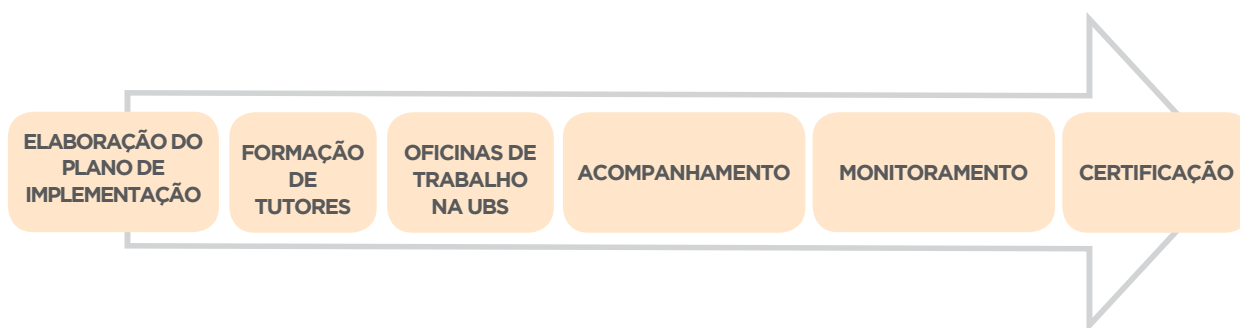 ELABORAÇÃO DO
PLANO DE
IMPLEMENTAÇÃO
FORMAÇÃO
DE
TUTORES
OFICINAS DE
TRABALHO
NA UBS
ACOMPANHAMENTO
MONITORAMENTO
CERTIFICAÇÃO